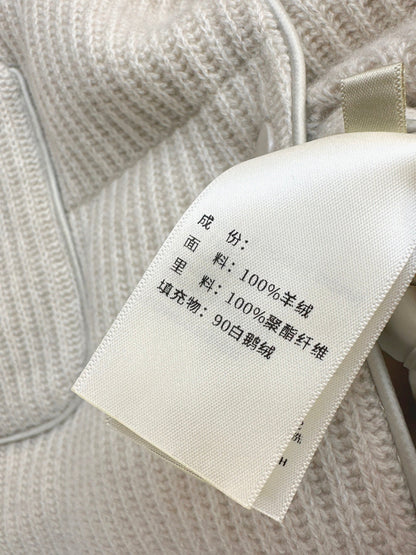 成 份：
面 料：100%羊绒
里 料：100%聚酯纤维
填充物：90白鹅绒
H